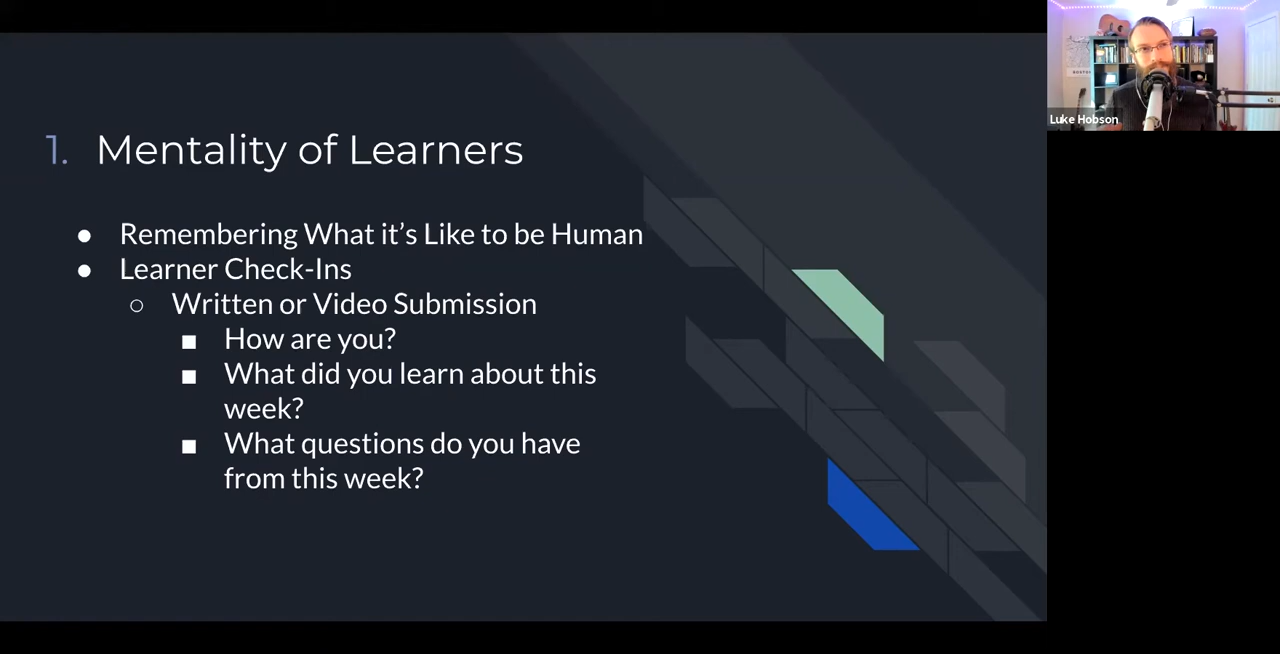 1. Mentality of Learners
● Remembering What it's Like to be Human
● Learner Check-Ins
○ Written or Video Submission
■ How are you?
■ What did you learn about this
week?
■ What questions do you have
from this week?
Luke Hobson
BOSTON